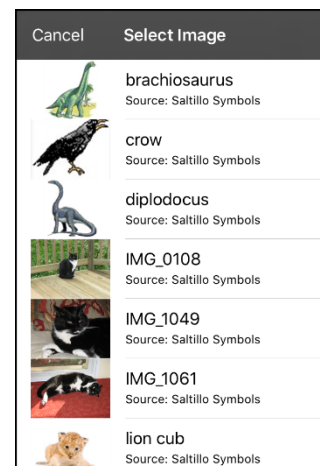 Cancel Select Image
brachiosaurus
Source: Saltillo Symbols
crow
Source: Saltillo Symbols
diplodocus
Source: Saltillo Symbols
IMG_0108
Source: Saltillo Symbols
IMG_1049
Source: Saltillo Symbols
IMG_1061
Source: Saltillo Symbols
lion cub
Source: Saltillo Symbols